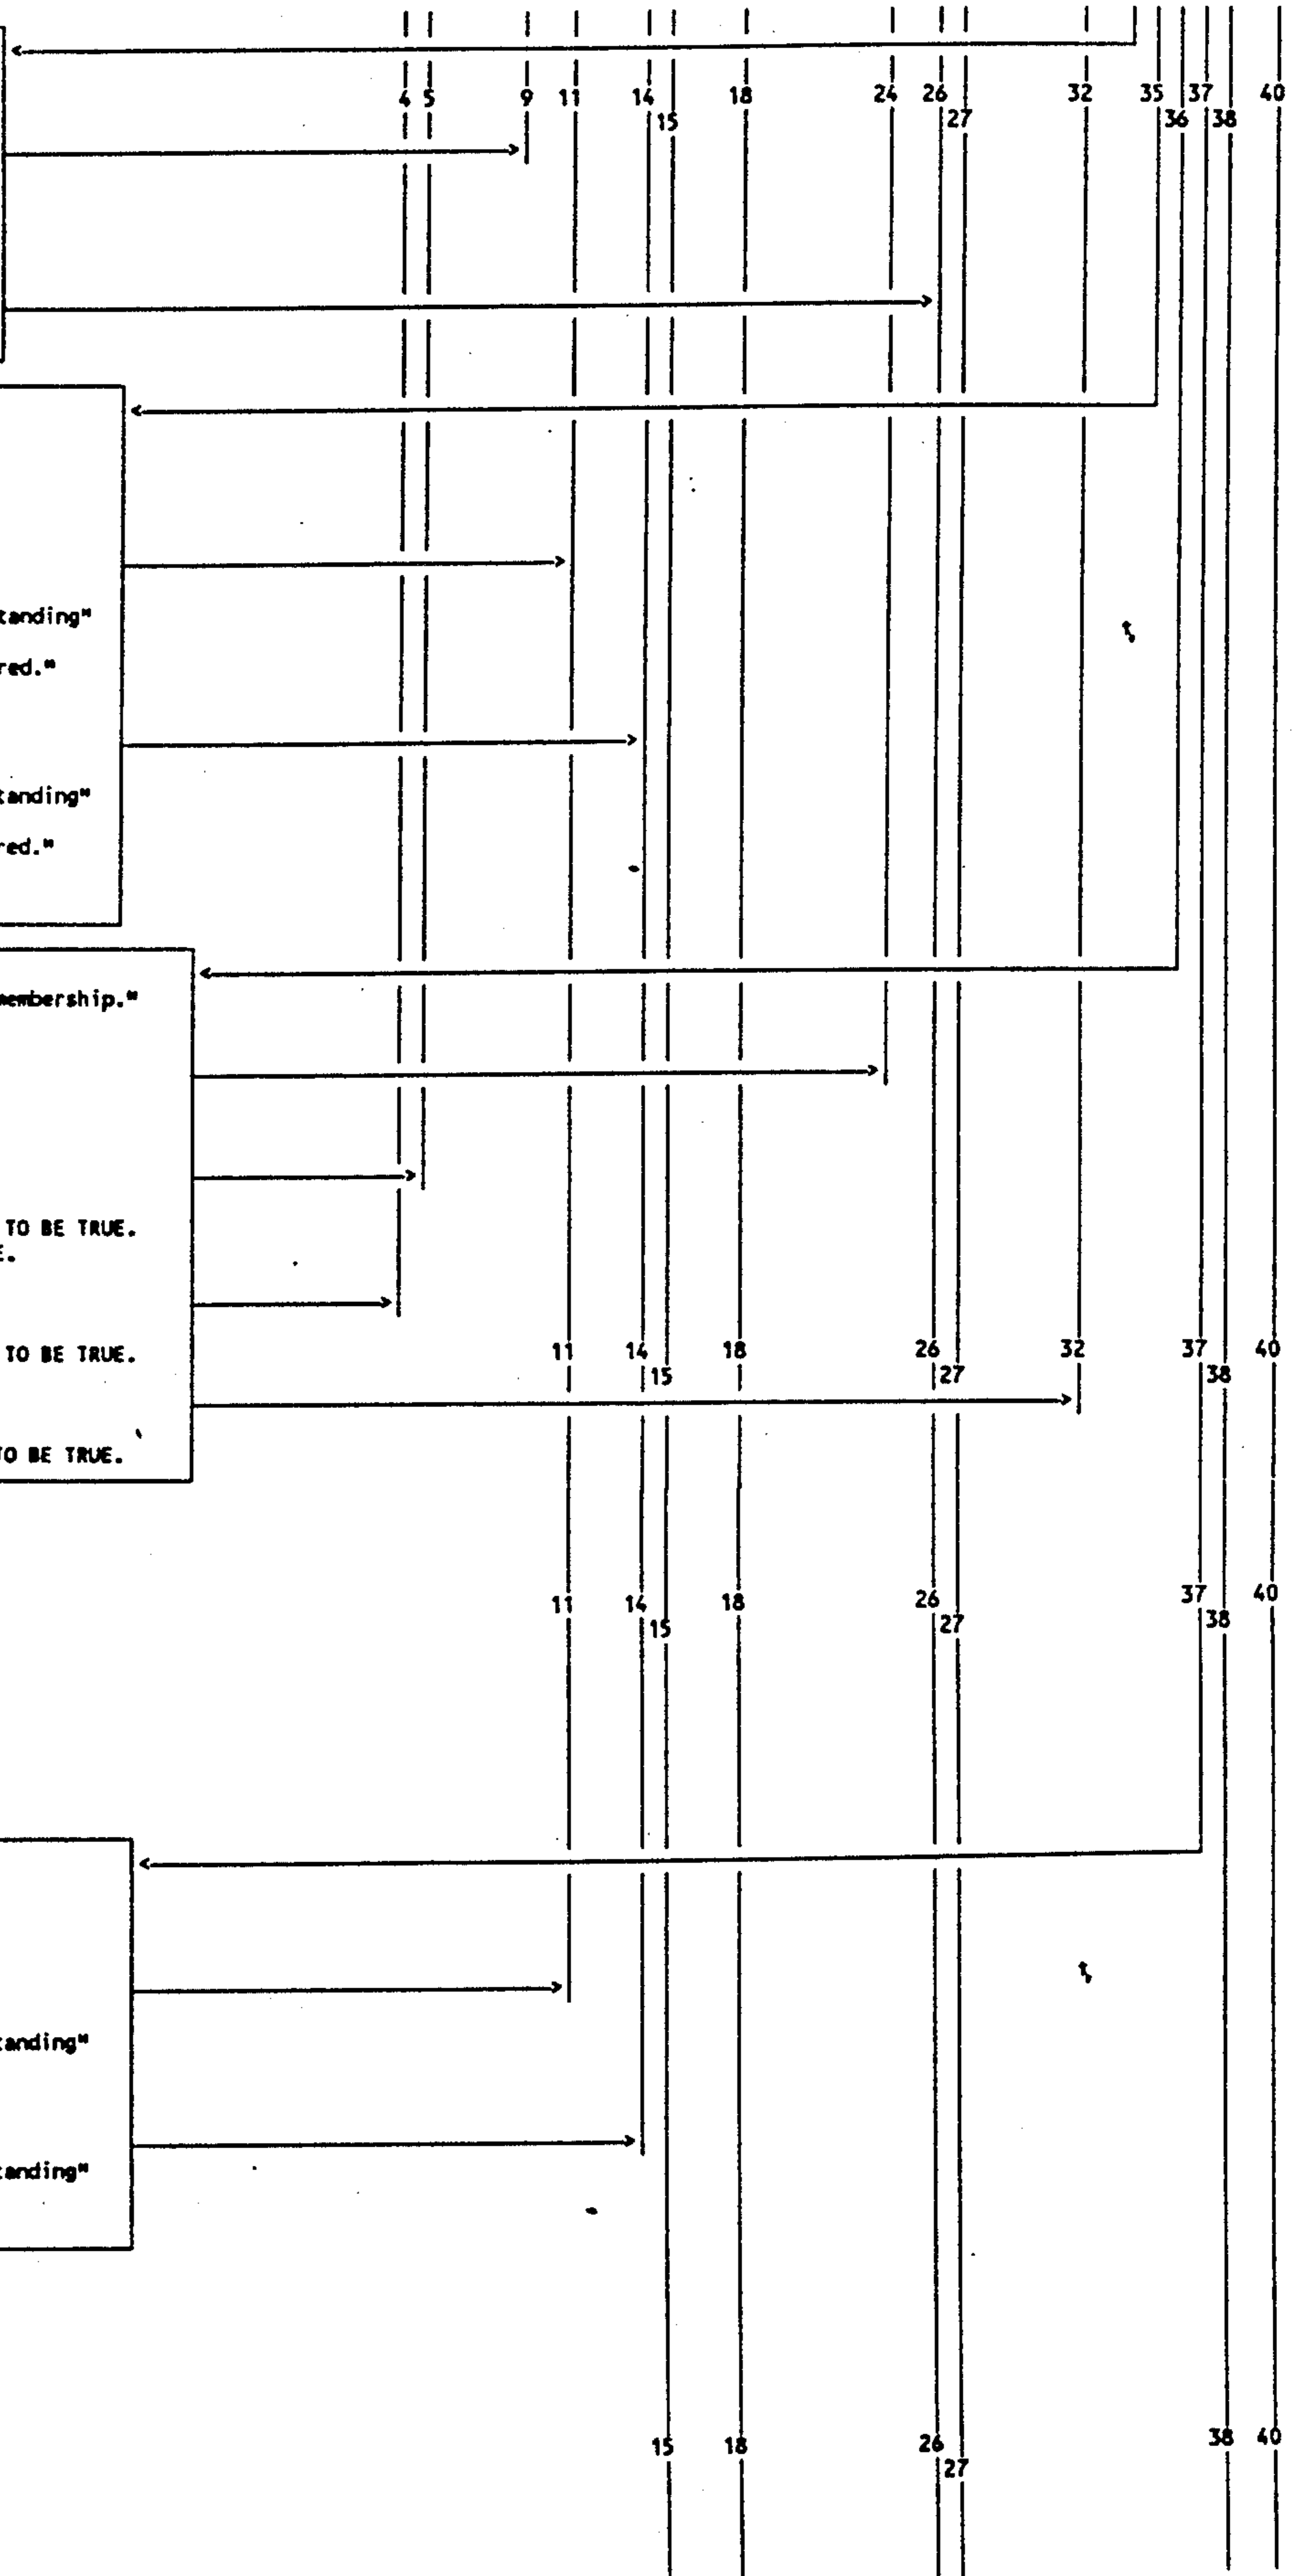 4 5 9 11 14 18 24 26 32 35 37 40
15 27 36 38
tanding"
red."
tanding"
red."
membership."
TO BE TRUE.
E.
11 14 18 26 32 37 40
TO BE TRUE.
15 27 38
TO BE TRUE.
11 14 18 26 37 40
15 27 38
tanding"
tanding"
15 18 26 38 40
27